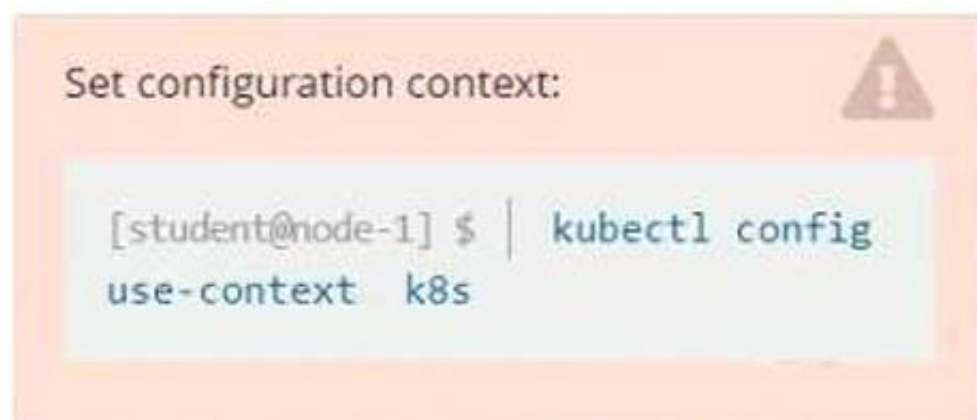 Set configuration context:
[student@node-1] $ | kubectl config
use-context k8s